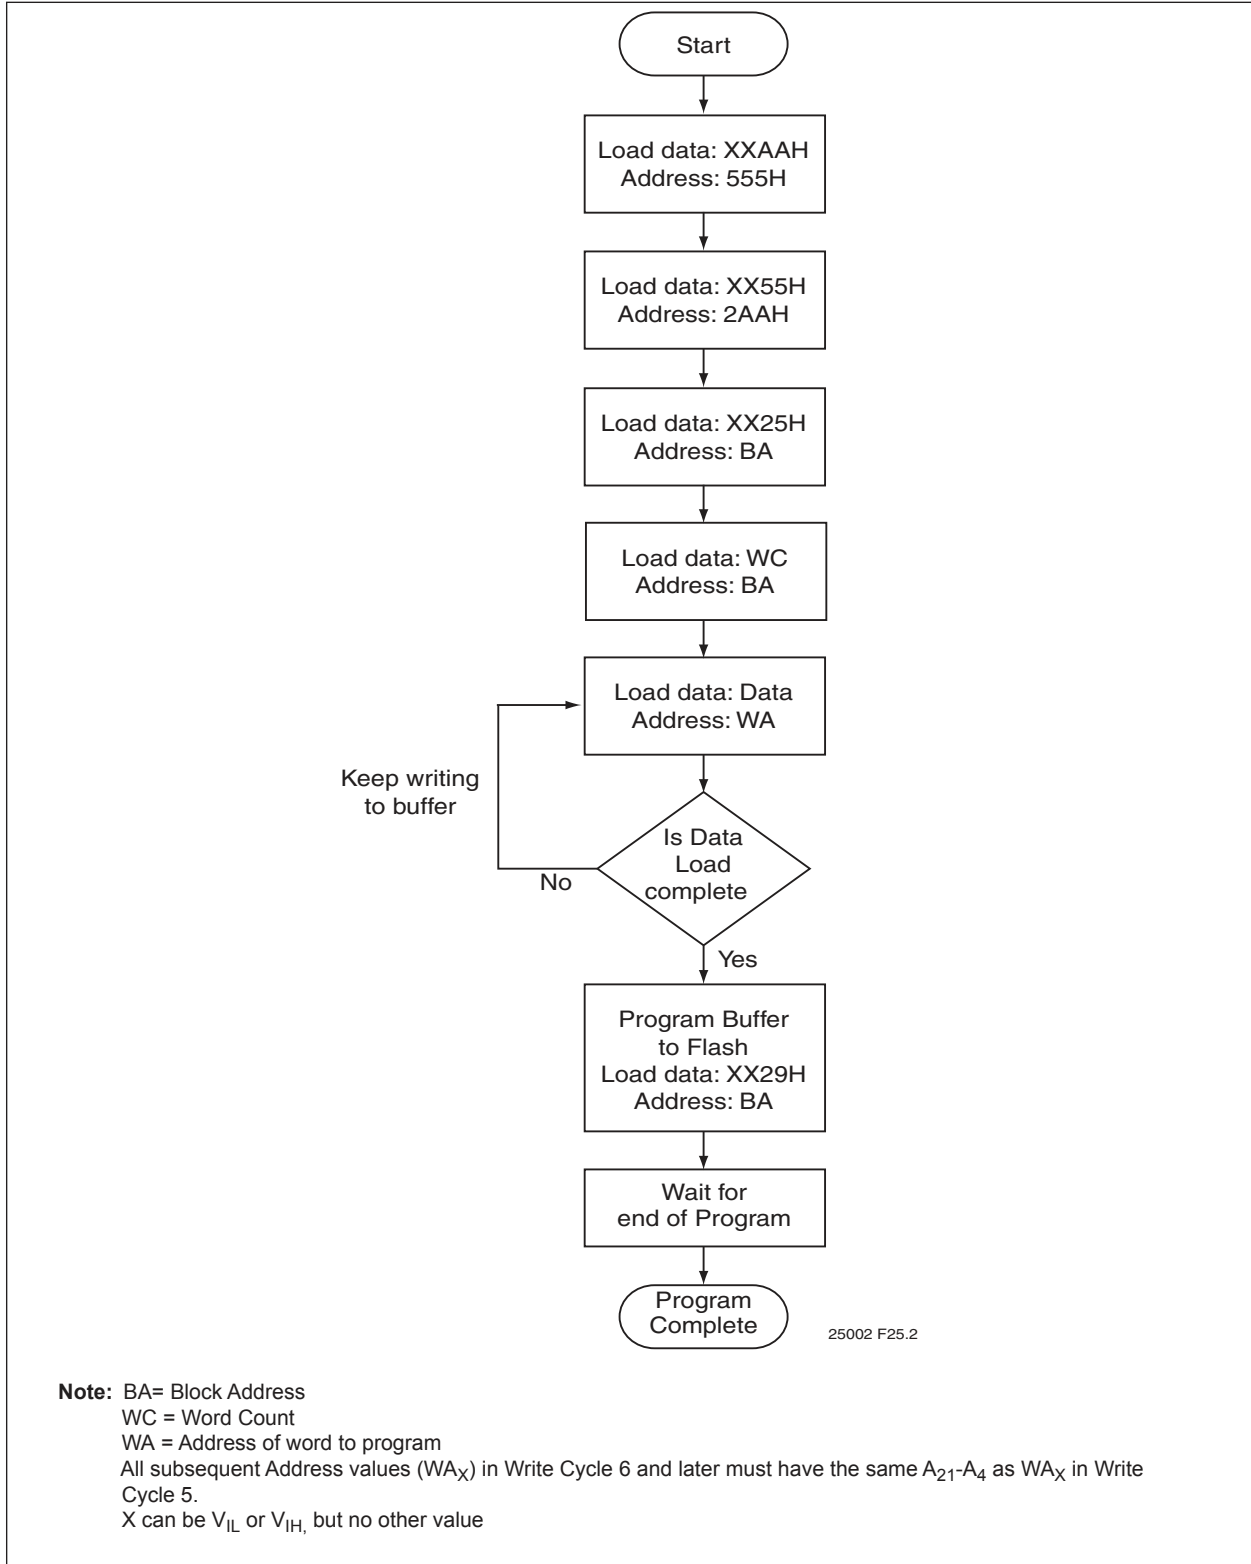 Start
Load data: XXAAH
Address: 555H
Load data: XX55H
Address: 2AAH
Load data: XX25H
Address: BA
Load data: WC
Address: BA
Load data: Data
Address: WA
Keep writing
to buffer
Is Data
Load
complete
No
Yes
Program Buffer
to Flash
Load data: XX29H
Address: BA
Wait for
end of Program
Program
Complete
25002 F25.2
Note: BA= Block Address
WC = Word Count
WA = Address of word to program
All subsequent Address values (WAX) in Write Cycle 6 and later must have the same A21-A4 as WAX in Write
Cycle 5.
X can be VIL or VIH, but no other value